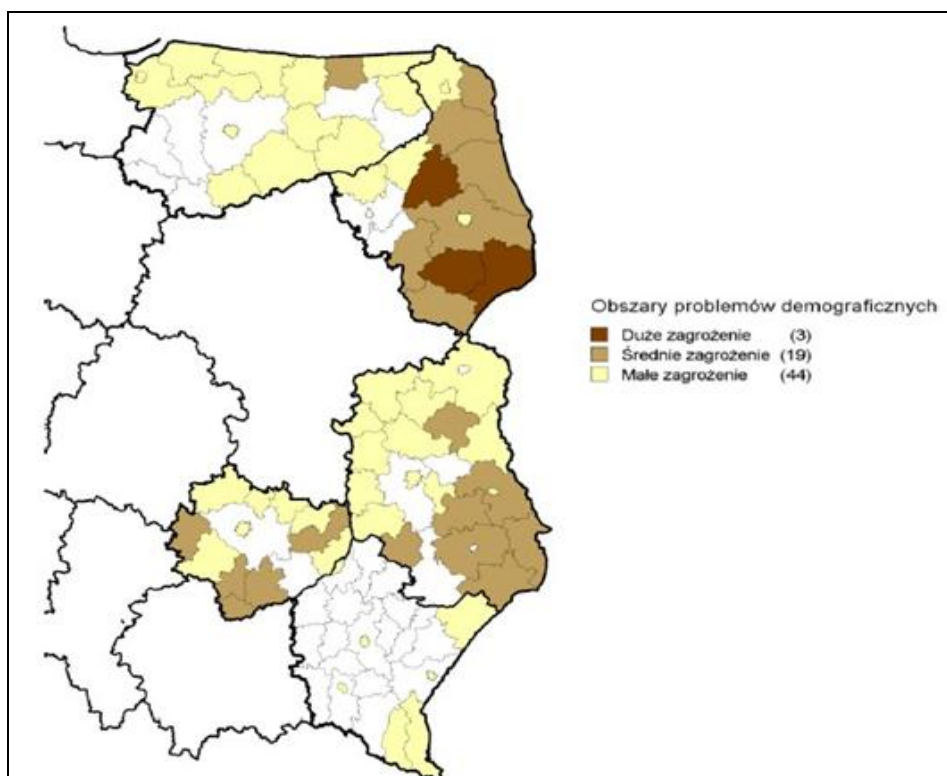 Obszary problemów demograficznych
Duże zagrożenie (3)
Średnie zagrożenie (19)
Małe zagrożenie (44)